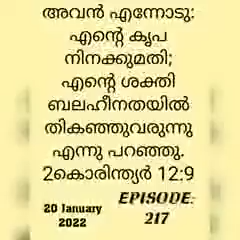 അവൻ എന്നോടു:
എന്റെ കൃപ
നിനക്കുമതി;
എന്റെ ശക്തി
ബലഹീനതയിൽ
തികഞ്ഞുവരുന്നു
എന്നു പറഞ്ഞു.
2കൊരിന്ത്യർ 12:9
20 January
2022
EPISODE:
217